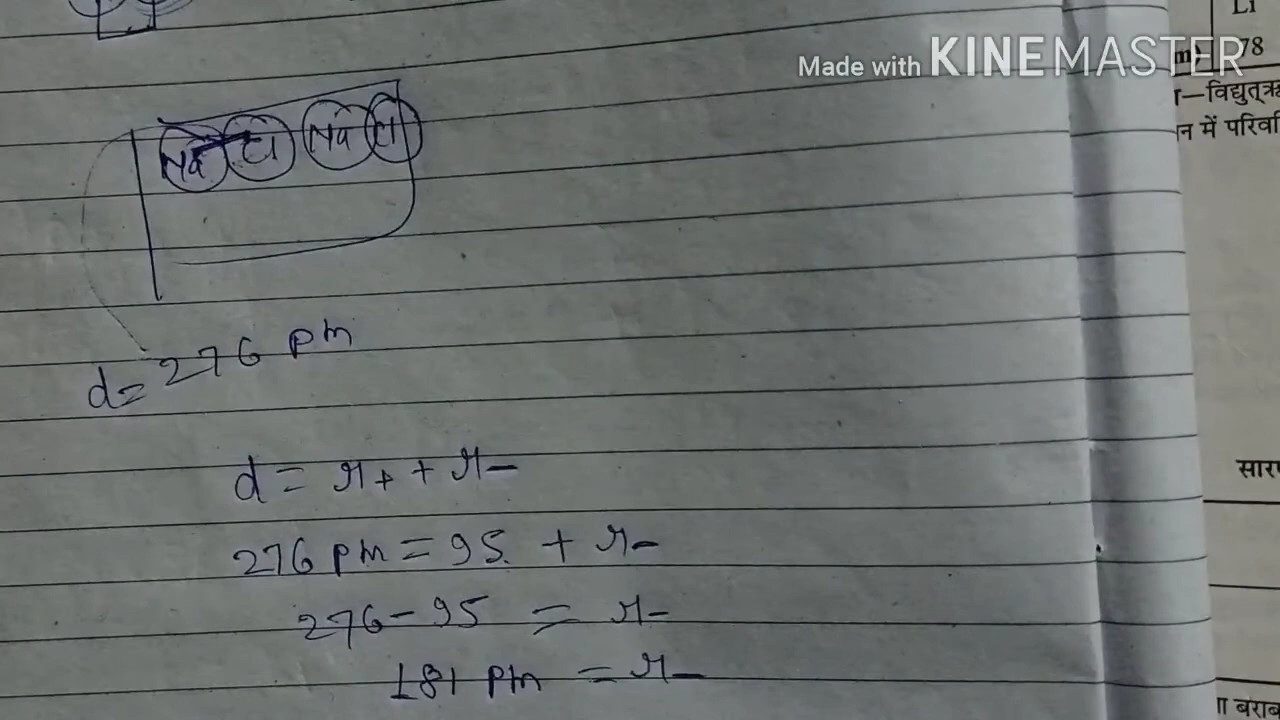 Li
Made with KINEMASTER
m) 78
न में परिवर्ति
Na Cl Na Cl
d = 276 pm
d = r+ + r-
सार
276 pm = 95 + r-
276 - 95 = r-
181 pm = r-
ा बराब